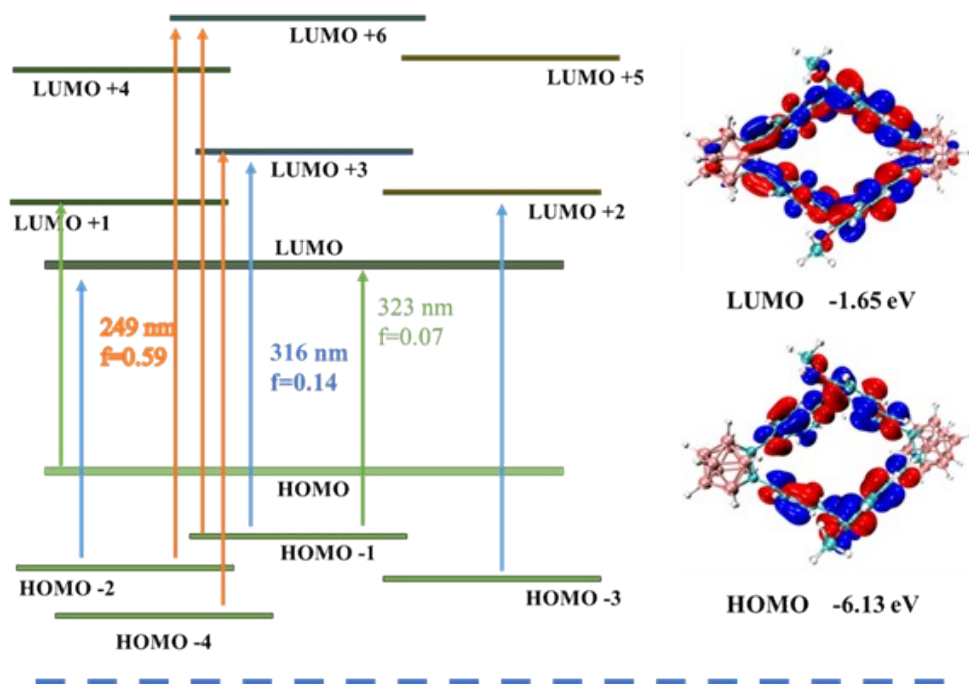 LUMO +6
LUMO +4
LUMO +5
LUMO +3
LUMO +1
LUMO +2
LUMO
249 nm
f=0.59
323 nm
f=0.07
316 nm
f=0.14
HOMO
HOMO -1
HOMO -2
HOMO -3
HOMO -4
LUMO -1.65 eV
HOMO -6.13 eV